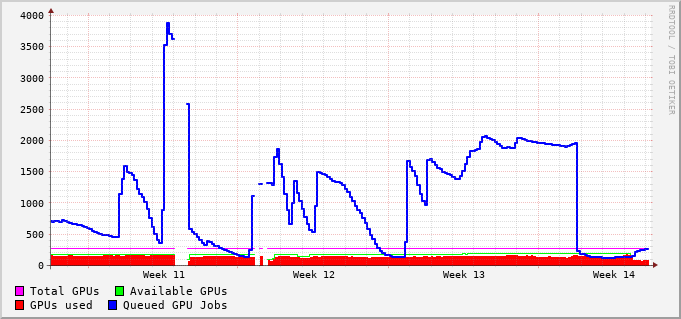 4000
3500
3000
2500
2000
1500
1000
500
0
Week 11 Week 12 Week 13 Week 14
Total GPUs Available GPUs
GPUs used Queued GPU Jobs
RRDTOOL / TOBI OETIKER